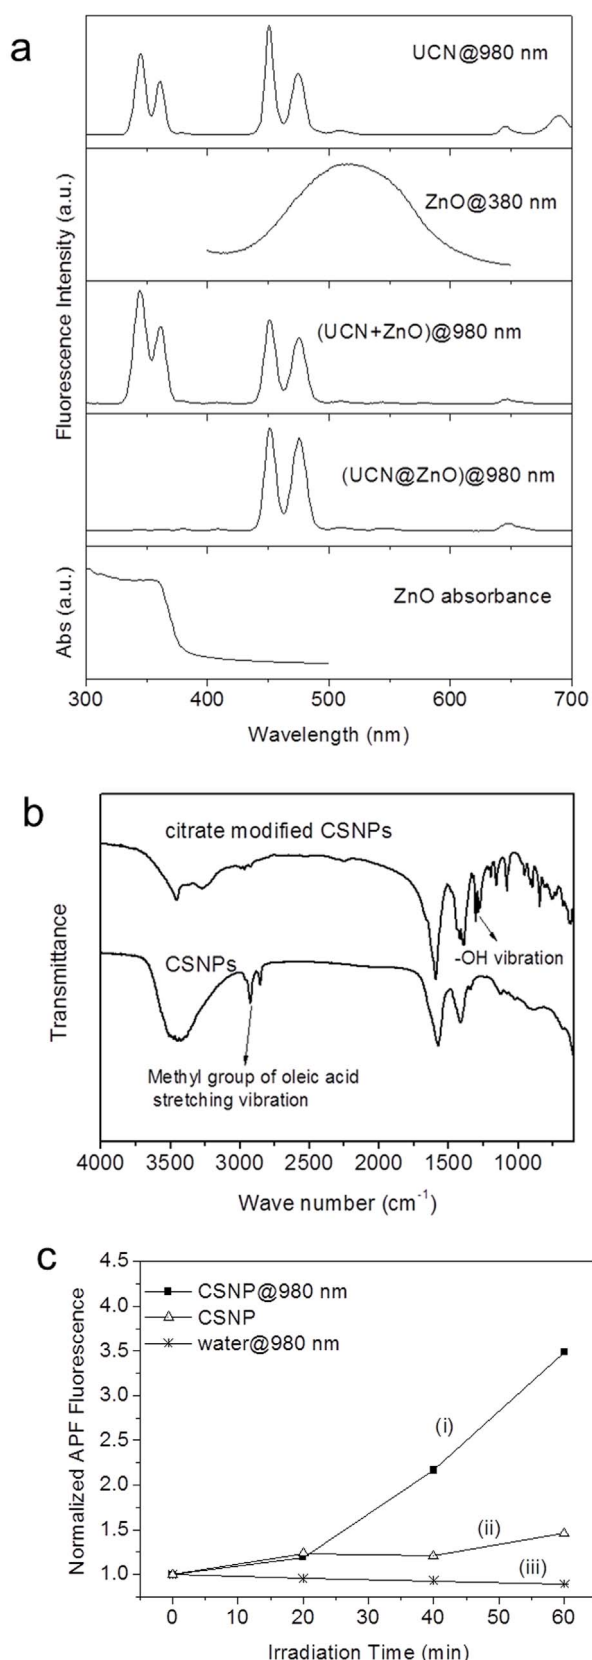 a
UCN@980 nm
ZnO@380 nm
(UCN+ZnO)@980 nm
(UCN@ZnO)@980 nm
ZnO absorbance
Fluorescence Intensity (a.u.)
Abs (a.u.)
300 400 500 600 700
Wavelength (nm)
b
citrate modified CSNPs
-OH vibration
CSNPs
Methyl group of oleic acid
stretching vibration
Transmittance
4000 3500 3000 2500 2000 1500 1000
Wave number (cm⁻¹)
c
4.5
4.0
3.5
3.0
2.5
2.0
1.5
1.0
Normalized APF Fluorescence
CSNP@980 nm
CSNP
water@980 nm
(i)
(ii)
(iii)
0 10 20 30 40 50 60
Irradiation Time (min)